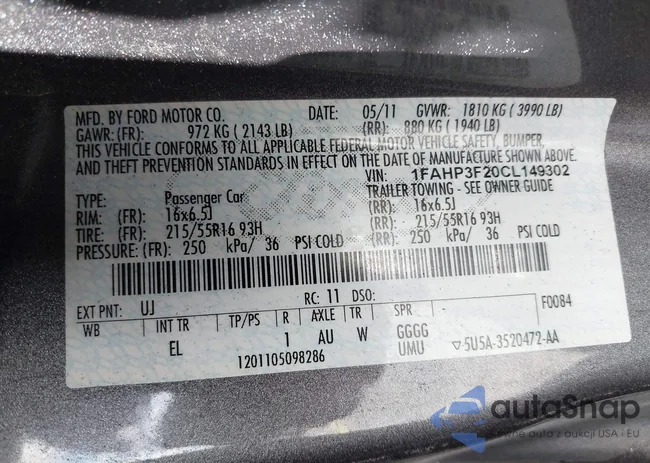 MFD. BY FORD MOTOR CO. DATE: 05/11 GVWR: 1810 KG ( 3990 LB)
GAWR: (FR): 972 KG ( 2143 LB) (RR): 880 KG ( 1940 LB)
THIS VEHICLE CONFORMS TO ALL APPLICABLE FEDERAL MOTOR VEHICLE SAFETY, BUMPER,
AND THEFT PREVENTION STANDARDS IN EFFECT ON THE DATE OF MANUFACTURE SHOWN ABOVE.
VIN: 1FAHP3F20CL149302
TYPE: Passenger Car TRAILER TOWING - SEE OWNER GUIDE
RIM: (FR): 16x6.5J (RR): 16x6.5J
TIRE: (FR): 215/55R16 93H (RR): 215/55R16 93H
PRESSURE: (FR): 250 kPa/ 36 PSI COLD (RR): 250 kPa/ 36 PSI COLD
EXT PNT: UJ RC: 11 DSO: F0084
WB INT TR TP/PS R AXLE TR SPR
EL 1 AU W GGGG
UMU ▽5U5A-3520472-AA
1201105098286
autoSnap
pewne auto z aukcji USA i EU